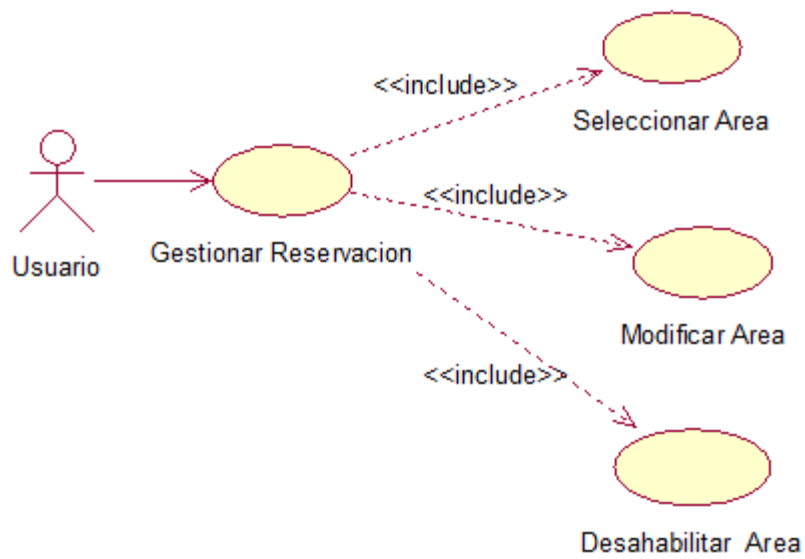 <<include>>
Seleccionar Area
<<include>>
Usuario
Gestionar Reservacion
Modificar Area
<<include>>
Desahabilitar Area